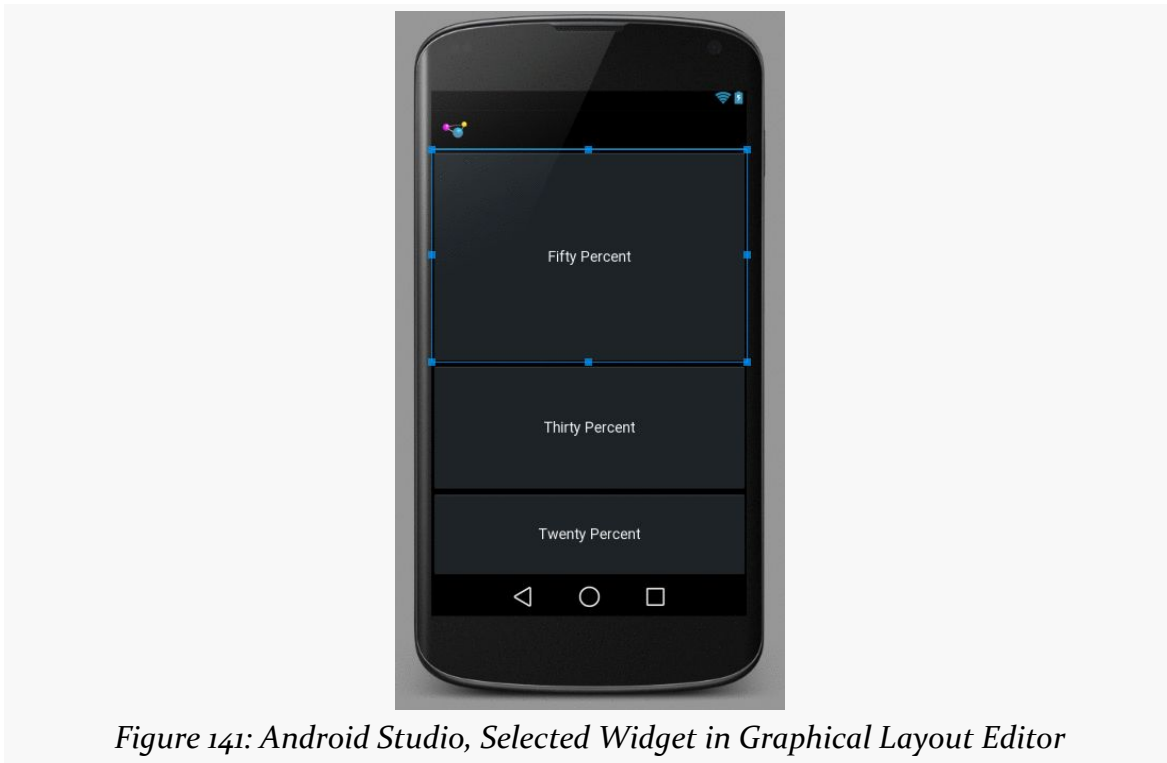 Fifty Percent
Thirty Percent
Twenty Percent
Figure 141: Android Studio, Selected Widget in Graphical Layout Editor